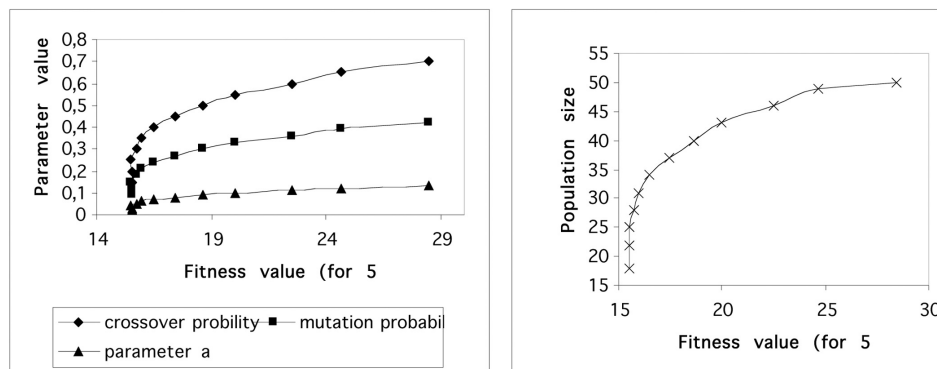 0,8
0,7
0,6
0,5
0,4
0,3
0,2
0,1
0
Parameter value
14 19 24 29
Fitness value (for 5
crossover probility
mutation probabil
parameter a
55
50
45
40
35
30
25
20
15
Population size
15 20 25 30
Fitness value (for 5